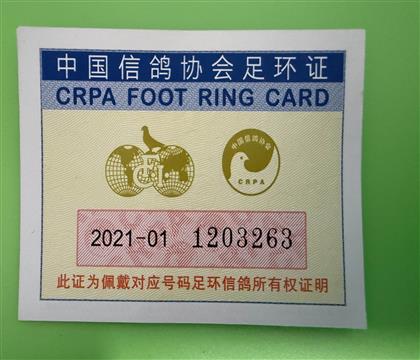 中国信鸽协会足环证
CRPA FOOT RING CARD
中国信鸽协会
CRPA
2021-01 1203263
此证为佩戴对应号码足环信鸽所有权证明